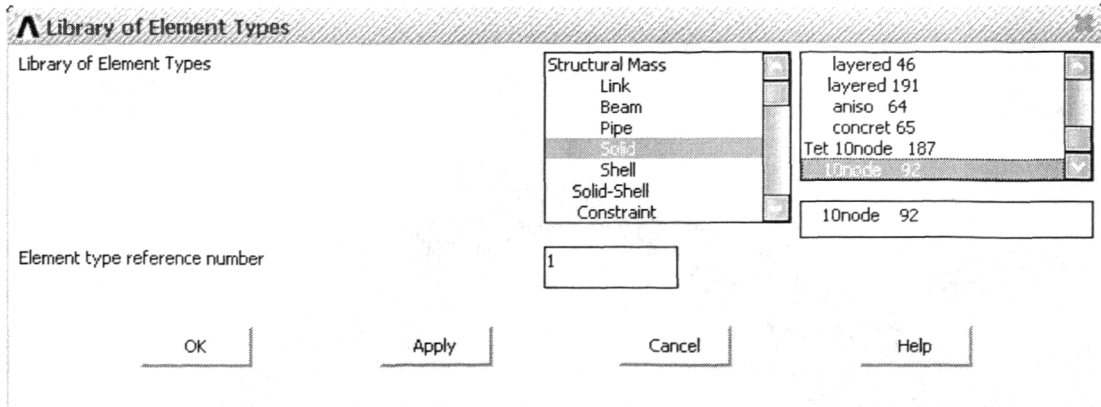 Library of Element Types
Library of Element Types
Structural Mass
Link
Beam
Pipe
Solid
Shell
Solid-Shell
Constraint
layered 46
layered 191
aniso 64
concret 65
Tet 10node 187
10node 92
10node 92
Element type reference number
1
OK
Apply
Cancel
Help